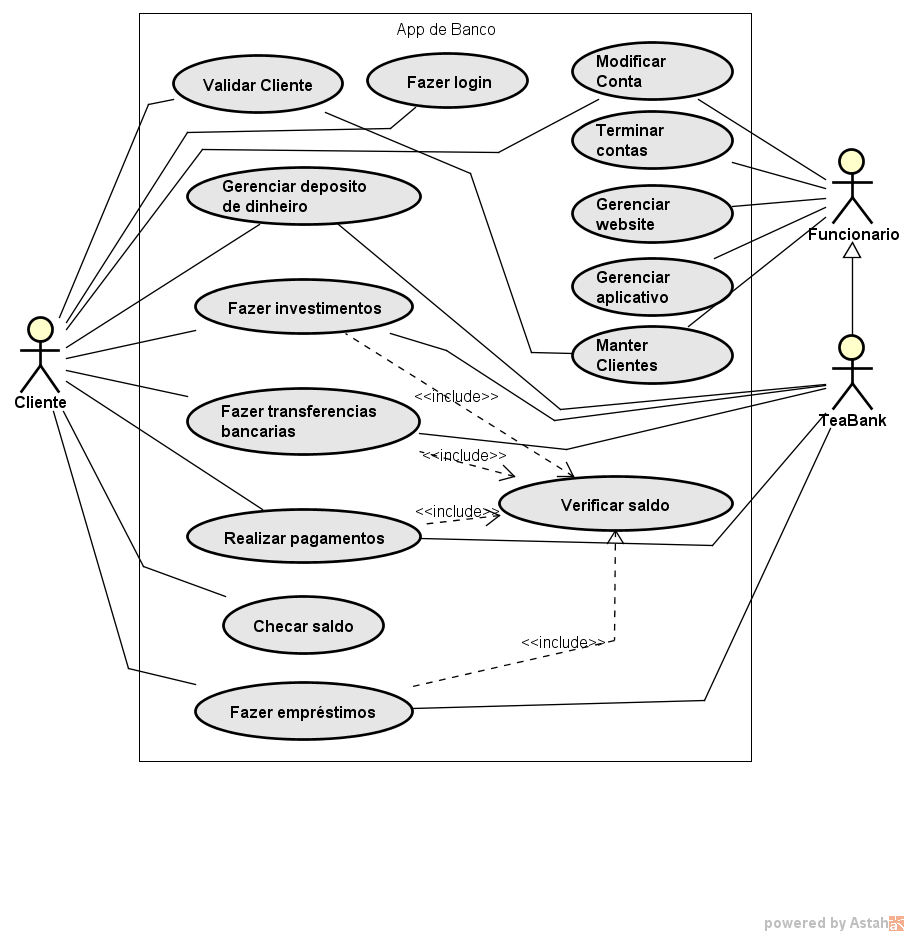 App de Banco
Validar Cliente
Fazer login
Modificar
Conta
Terminar
contas
Gerenciar deposito
de dinheiro
Gerenciar
website
Funcionario
Gerenciar
aplicativo
Fazer investimentos
Manter
Clientes
Cliente
<<include>>
Fazer transferencias
bancarias
TeaBank
<<include>>
Verificar saldo
<<include>>
Realizar pagamentos
Checar saldo
<<include>>
Fazer empréstimos
powered by Astah